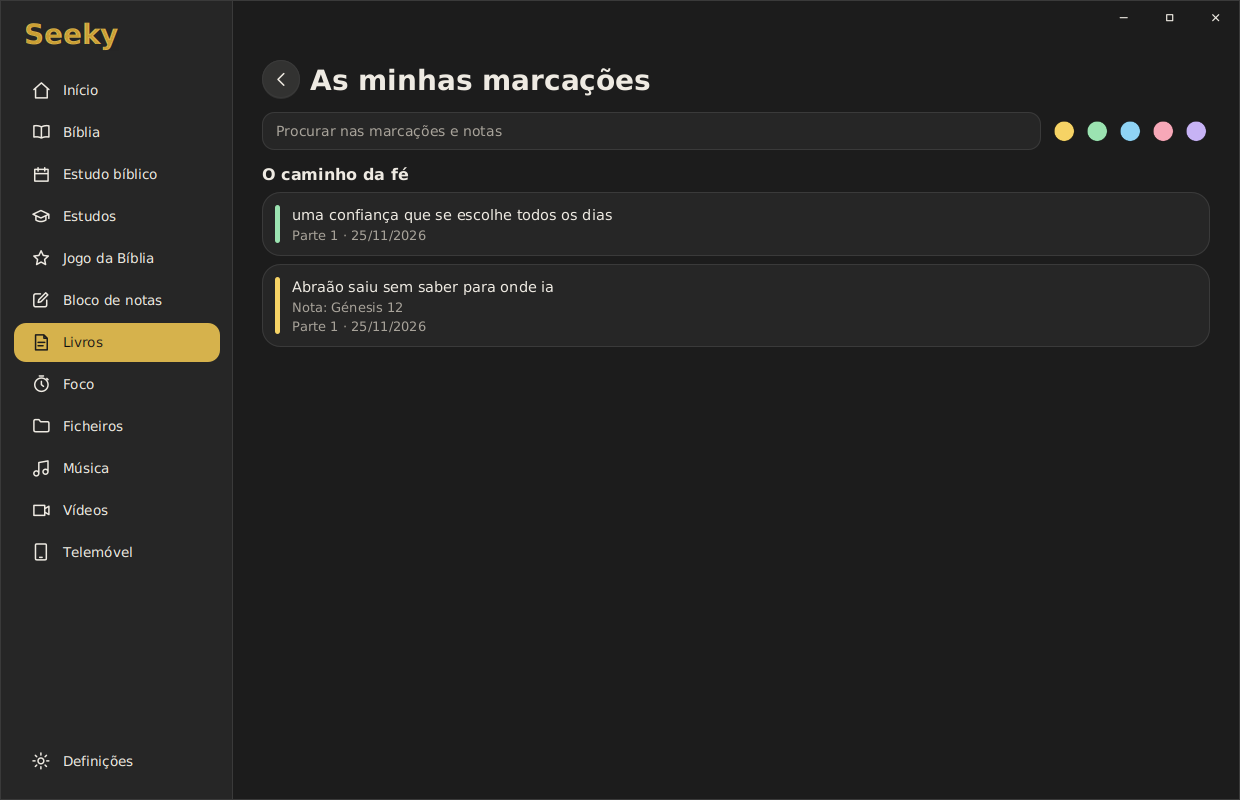 Seeky
Início
Bíblia
Estudo bíblico
Estudos
Jogo da Bíblia
Bloco de notas
Livros
Foco
Ficheiros
Música
Vídeos
Telemóvel
Definições
As minhas marcações
Procurar nas marcações e notas
O caminho da fé
uma confiança que se escolhe todos os dias
Parte 1 · 25/11/2026
Abraão saiu sem saber para onde ia
Nota: Génesis 12
Parte 1 · 25/11/2026